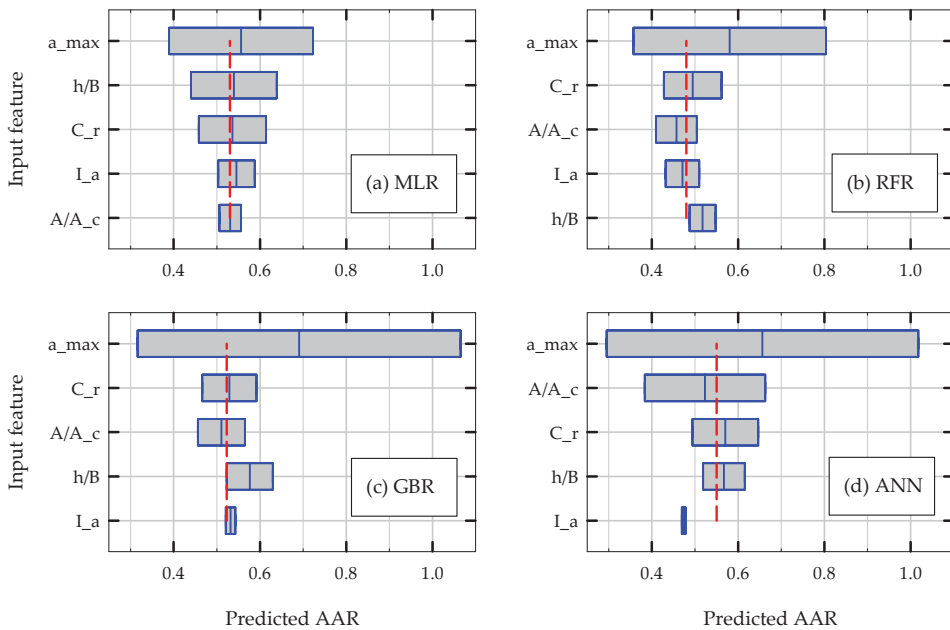 Input feature
a_max
h/B
C_r
I_a
A/A_c
(a) MLR
0.4 0.6 0.8 1.0
a_max
C_r
A/A_c
I_a
h/B
(b) RFR
0.4 0.6 0.8 1.0
Input feature
a_max
C_r
A/A_c
h/B
I_a
(c) GBR
0.4 0.6 0.8 1.0
Predicted AAR
a_max
A/A_c
C_r
h/B
I_a
(d) ANN
0.4 0.6 0.8 1.0
Predicted AAR